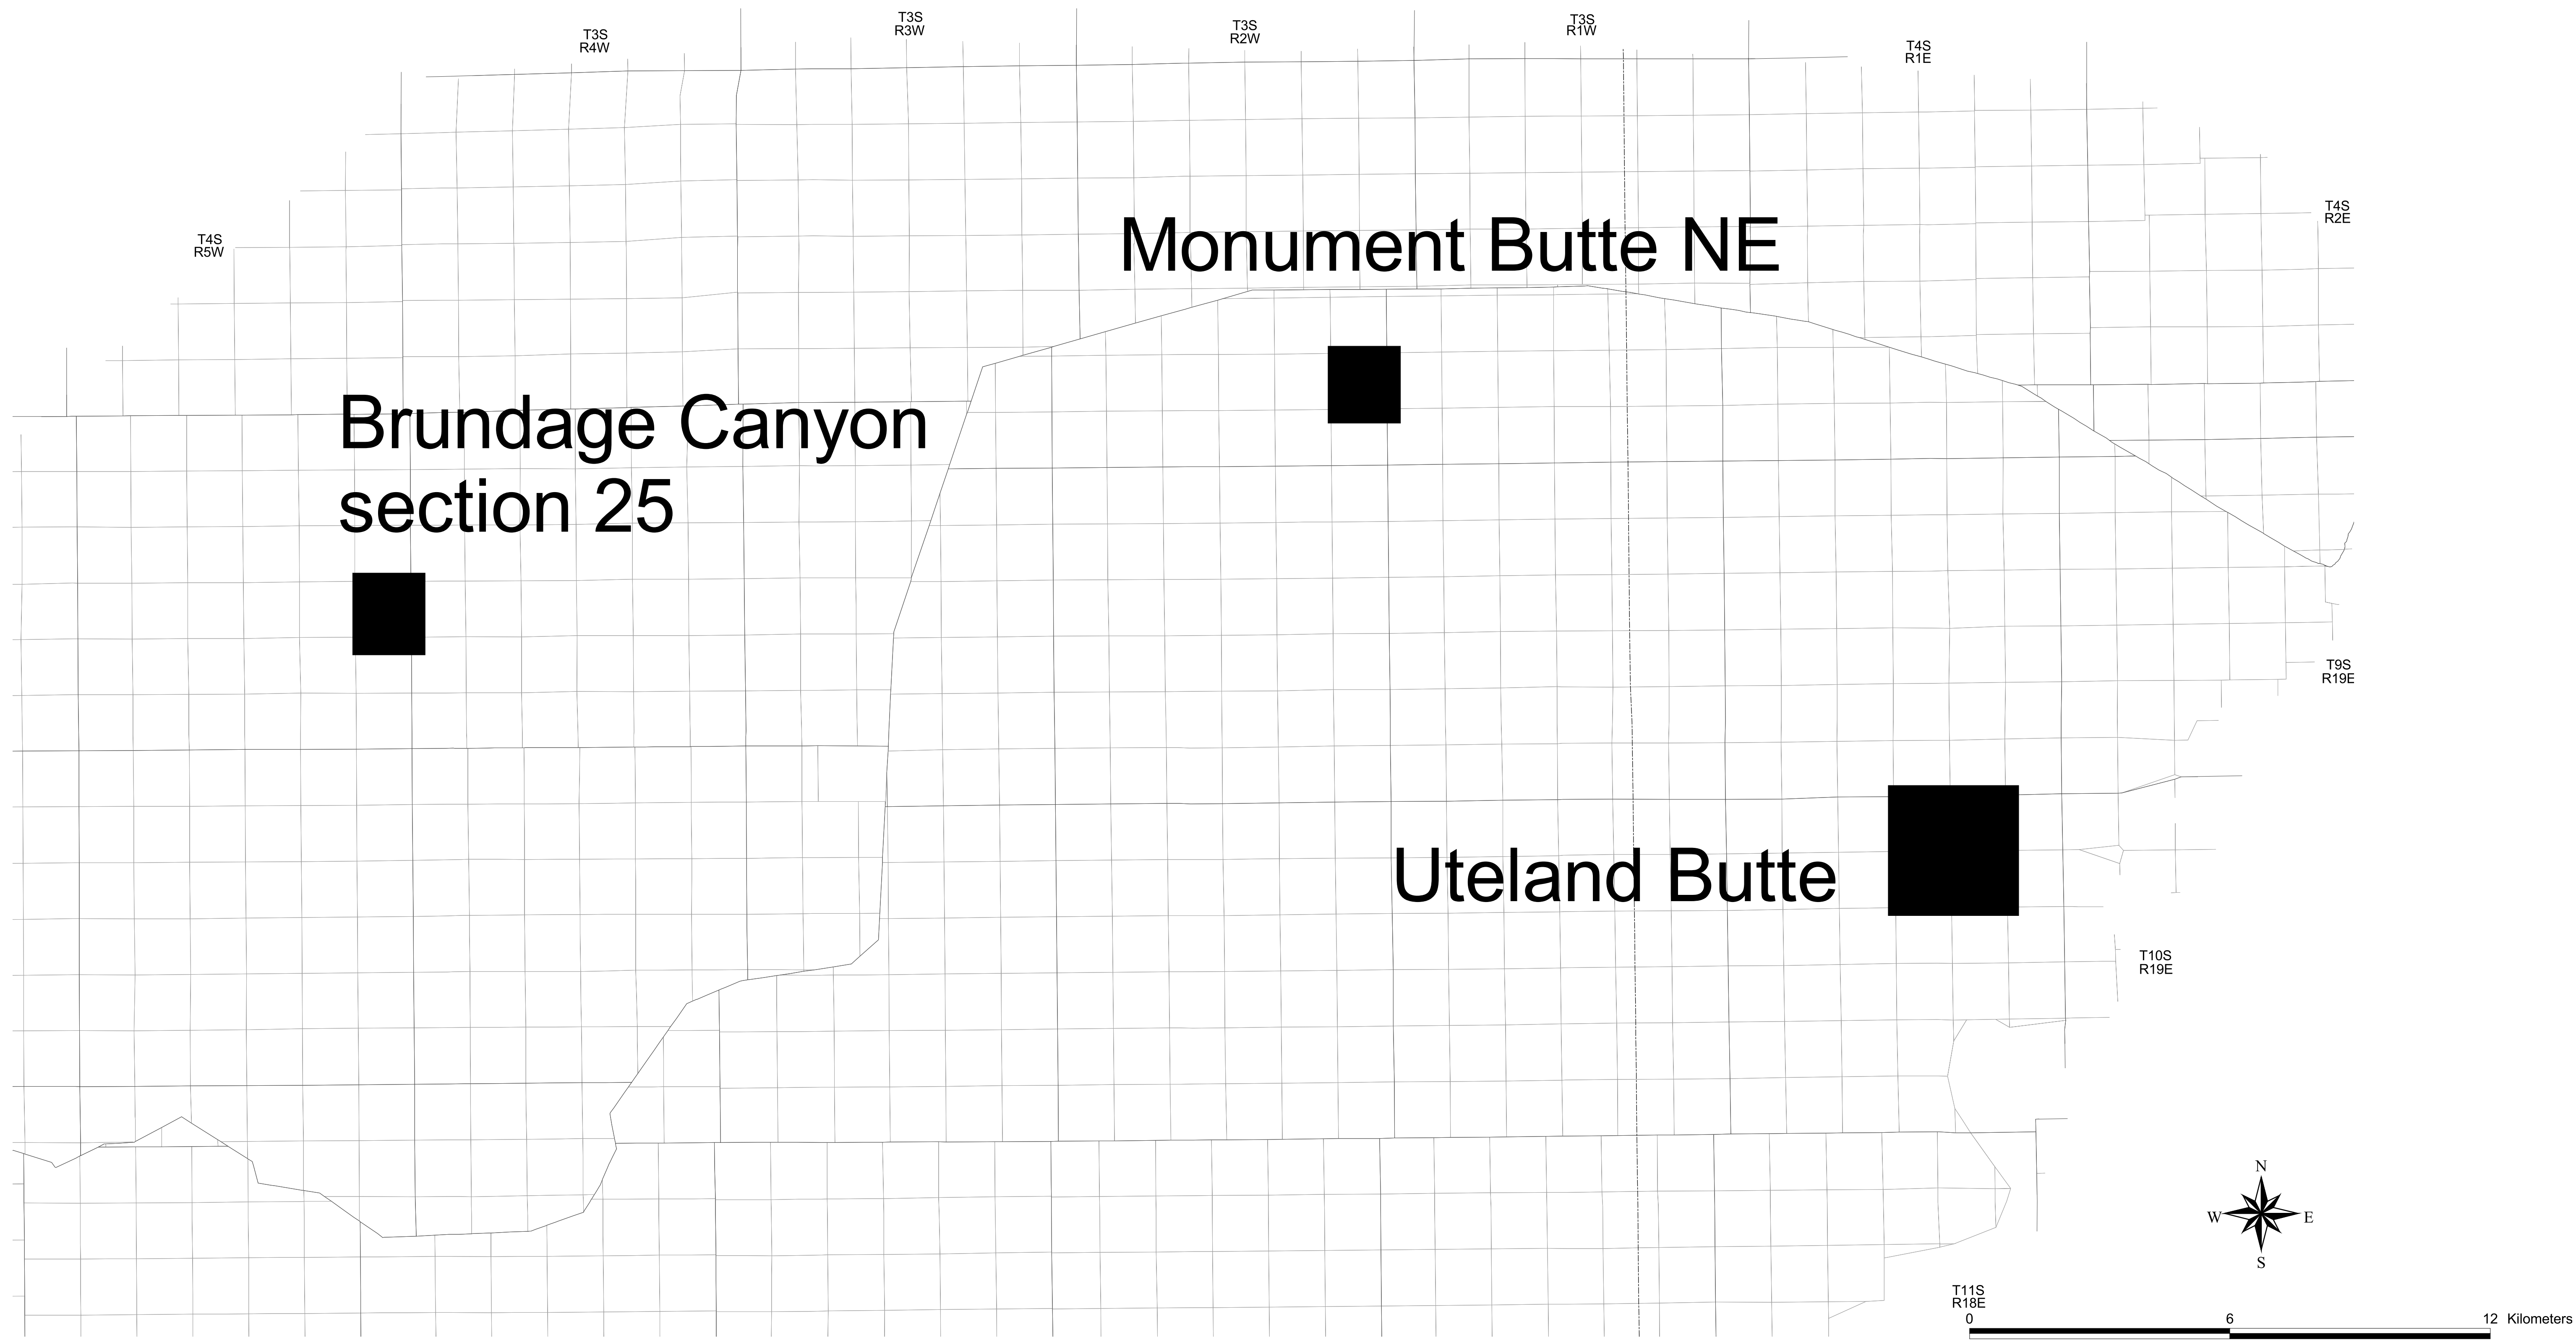 T3S
R3W
T3S
R1W
T3S
R2W
T3S
R4W
T4S
R1E
T4S
R2E
T4S
R5W
Monument Butte NE
Brundage Canyon
section 25
T9S
R19E
Uteland Butte
T10S
R19E
N
W
E
S
T11S
R18E
0 6 12 Kilometers